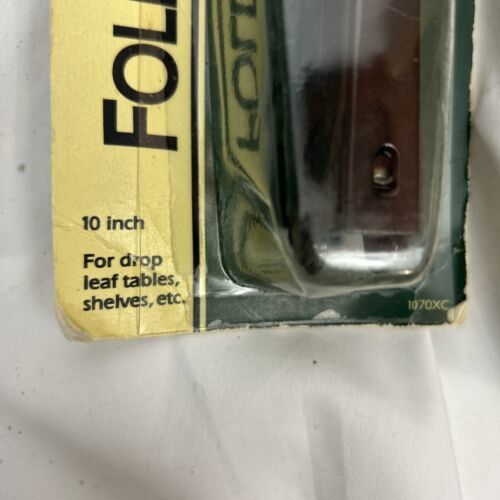 FOL
10 inch
For drop
leaf tables,
shelves, etc.
1070XC